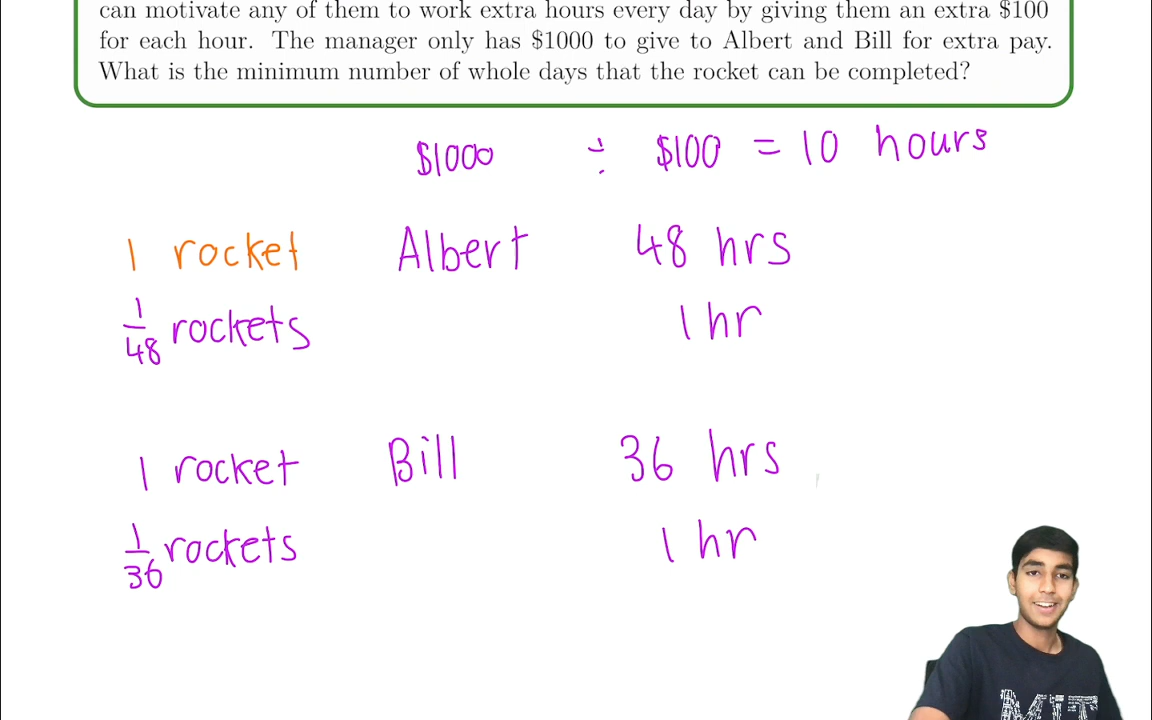 can motivate any of them to work extra hours every day by giving them an extra $100
for each hour. The manager only has $1000 to give to Albert and Bill for extra pay.
What is the minimum number of whole days that the rocket can be completed?
$1000 ÷ $100 = 10 hours
1 rocket Albert 48 hrs
1/48 rockets 1 hr
1 rocket Bill 36 hrs
1/36 rockets 1 hr
MIT